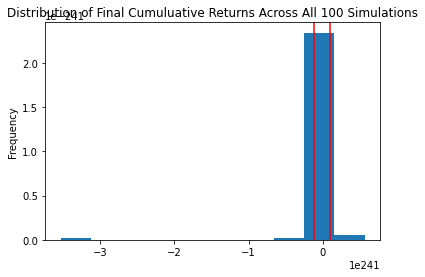 Distribution of Final Cumuluative Returns Across All 100 Simulations
1e−241
2.0
1.5
1.0
0.5
0.0
Frequency
−3
−2
−1
0
1e241